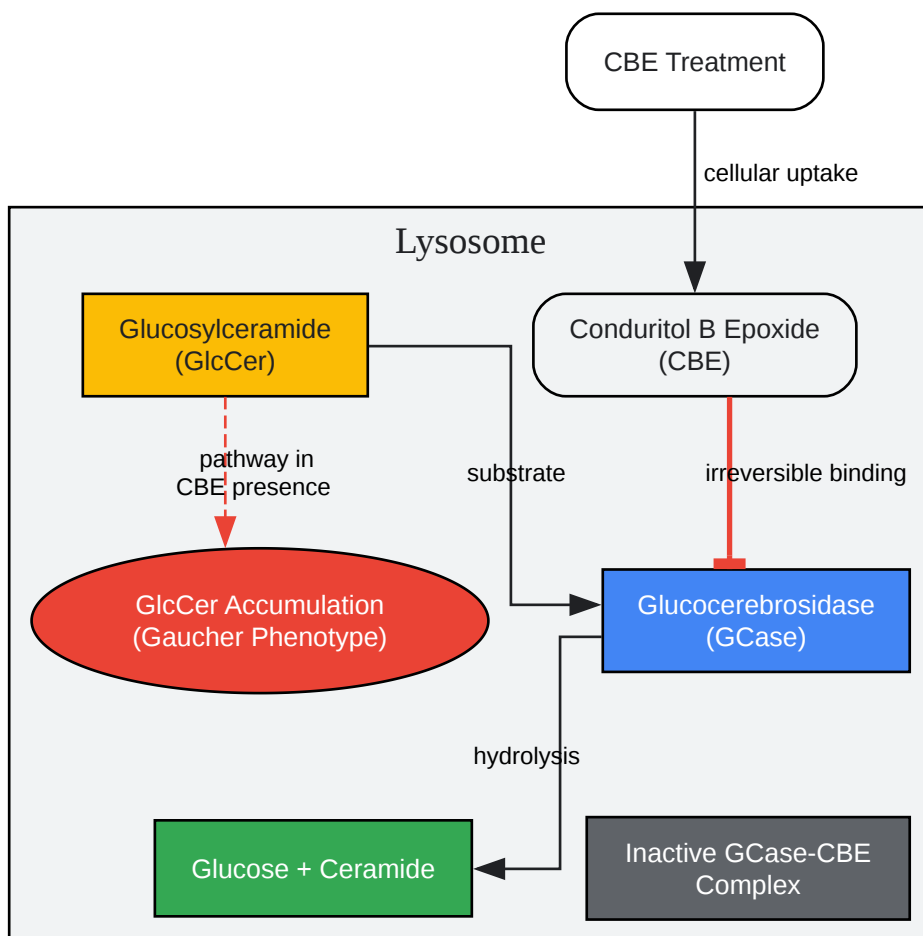 CBE Treatment
cellular uptake
Lysosome
Glucosylceramide
(GlcCer)
Conduritol B Epoxide
(CBE)
pathway in
CBE presence
substrate
irreversible binding
GlcCer Accumulation
(Gaucher Phenotype)
Glucocerebrosidase
(GCase)
hydrolysis
Glucose + Ceramide
Inactive GCase-CBE
Complex